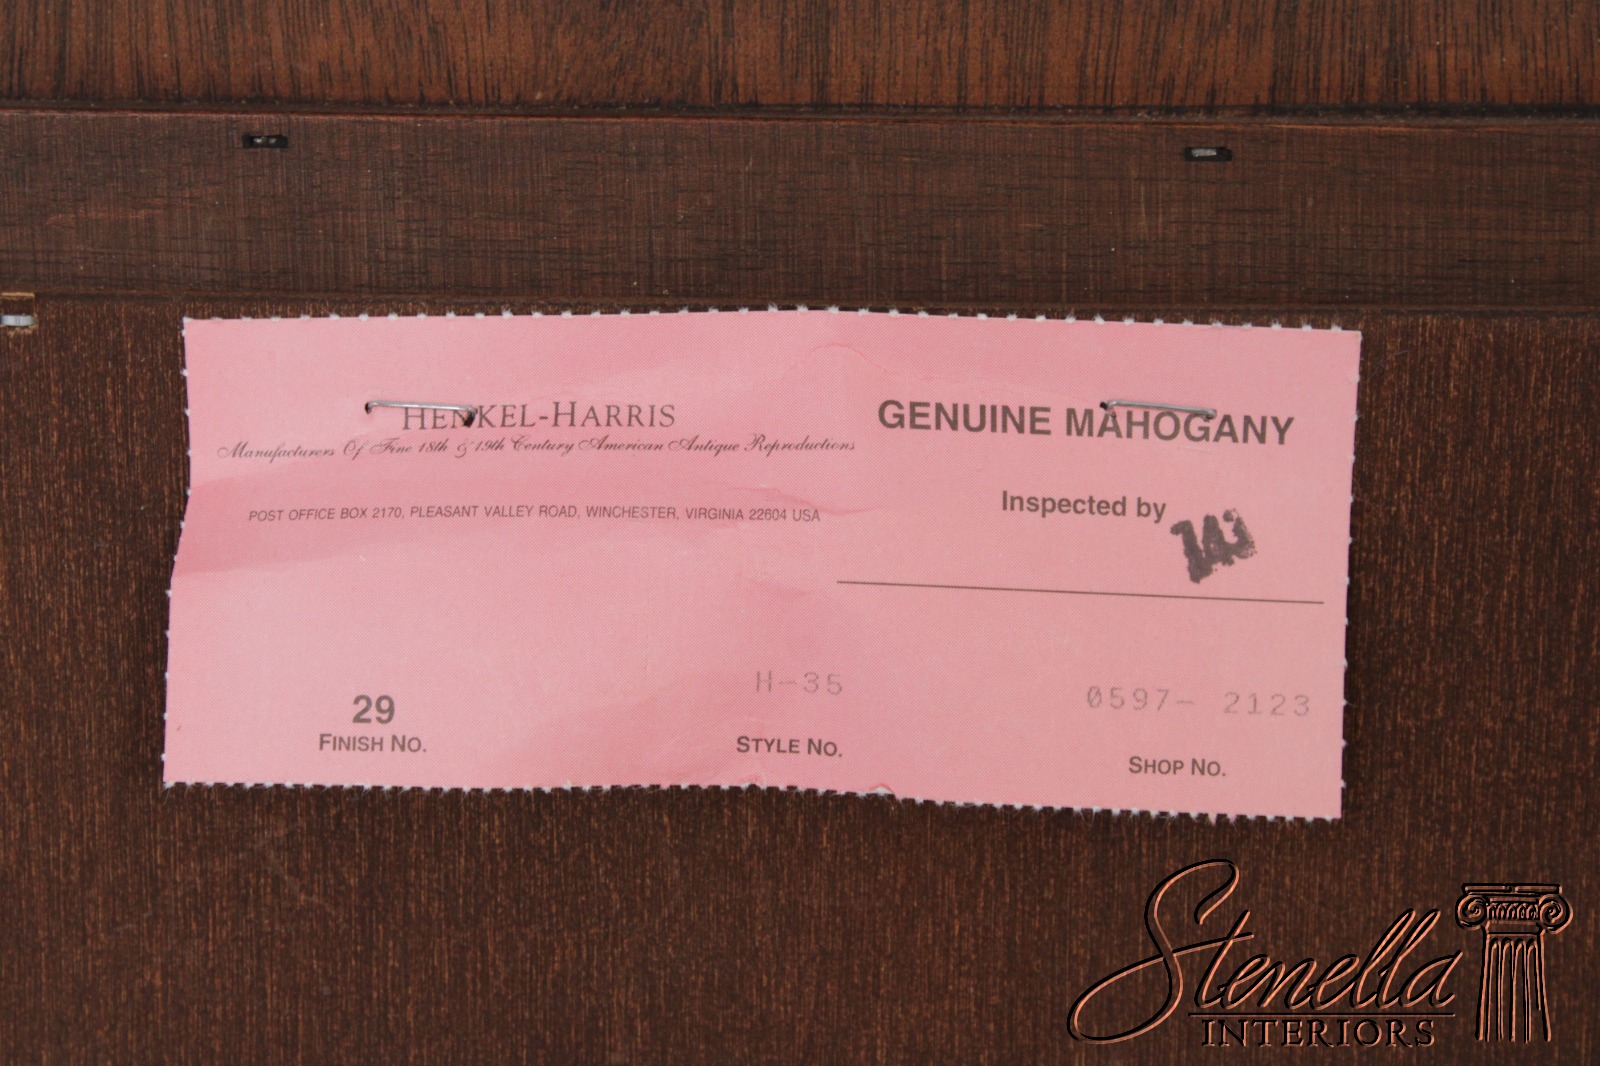 HENKEL-HARRIS
Manufacturers Of Fine 18th & 19th Century American Antique Reproductions
POST OFFICE BOX 2170, PLEASANT VALLEY ROAD, WINCHESTER, VIRGINIA 22604 USA
GENUINE MAHOGANY
Inspected by
29
FINISH NO.
H-35
STYLE NO.
0597- 2123
SHOP NO.
Stenella
INTERIORS